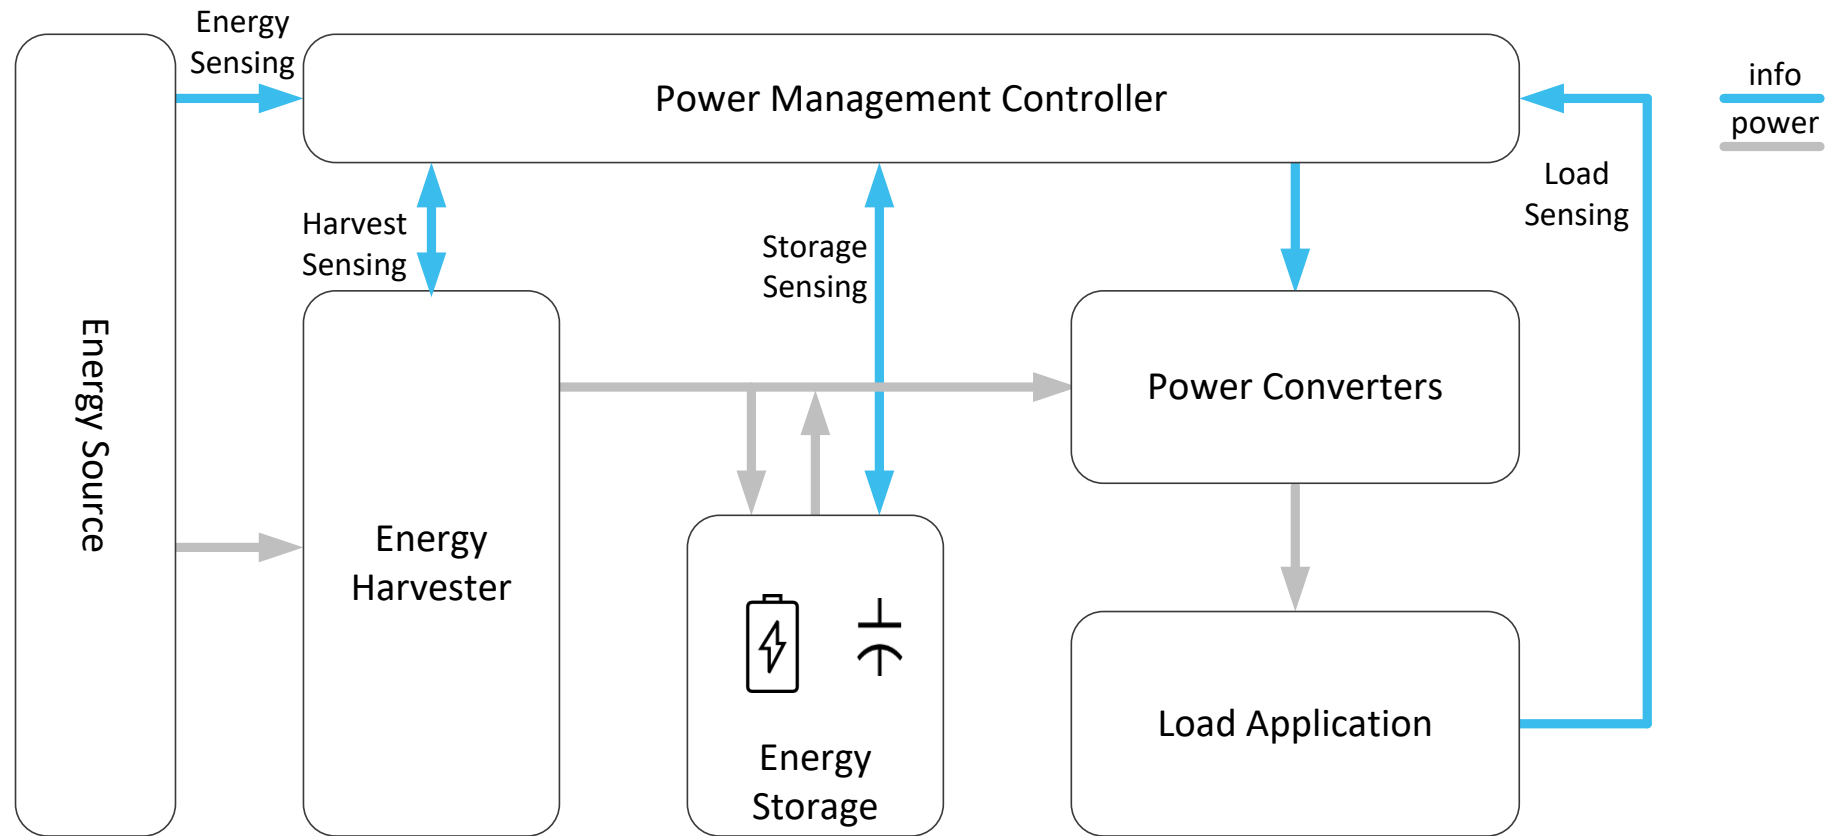 Energy
Sensing
Power Management Controller
info
power
Harvest
Sensing
Storage
Sensing
Load
Sensing
Energy Source
Energy
Harvester
Power Converters
Energy
Storage
Load Application